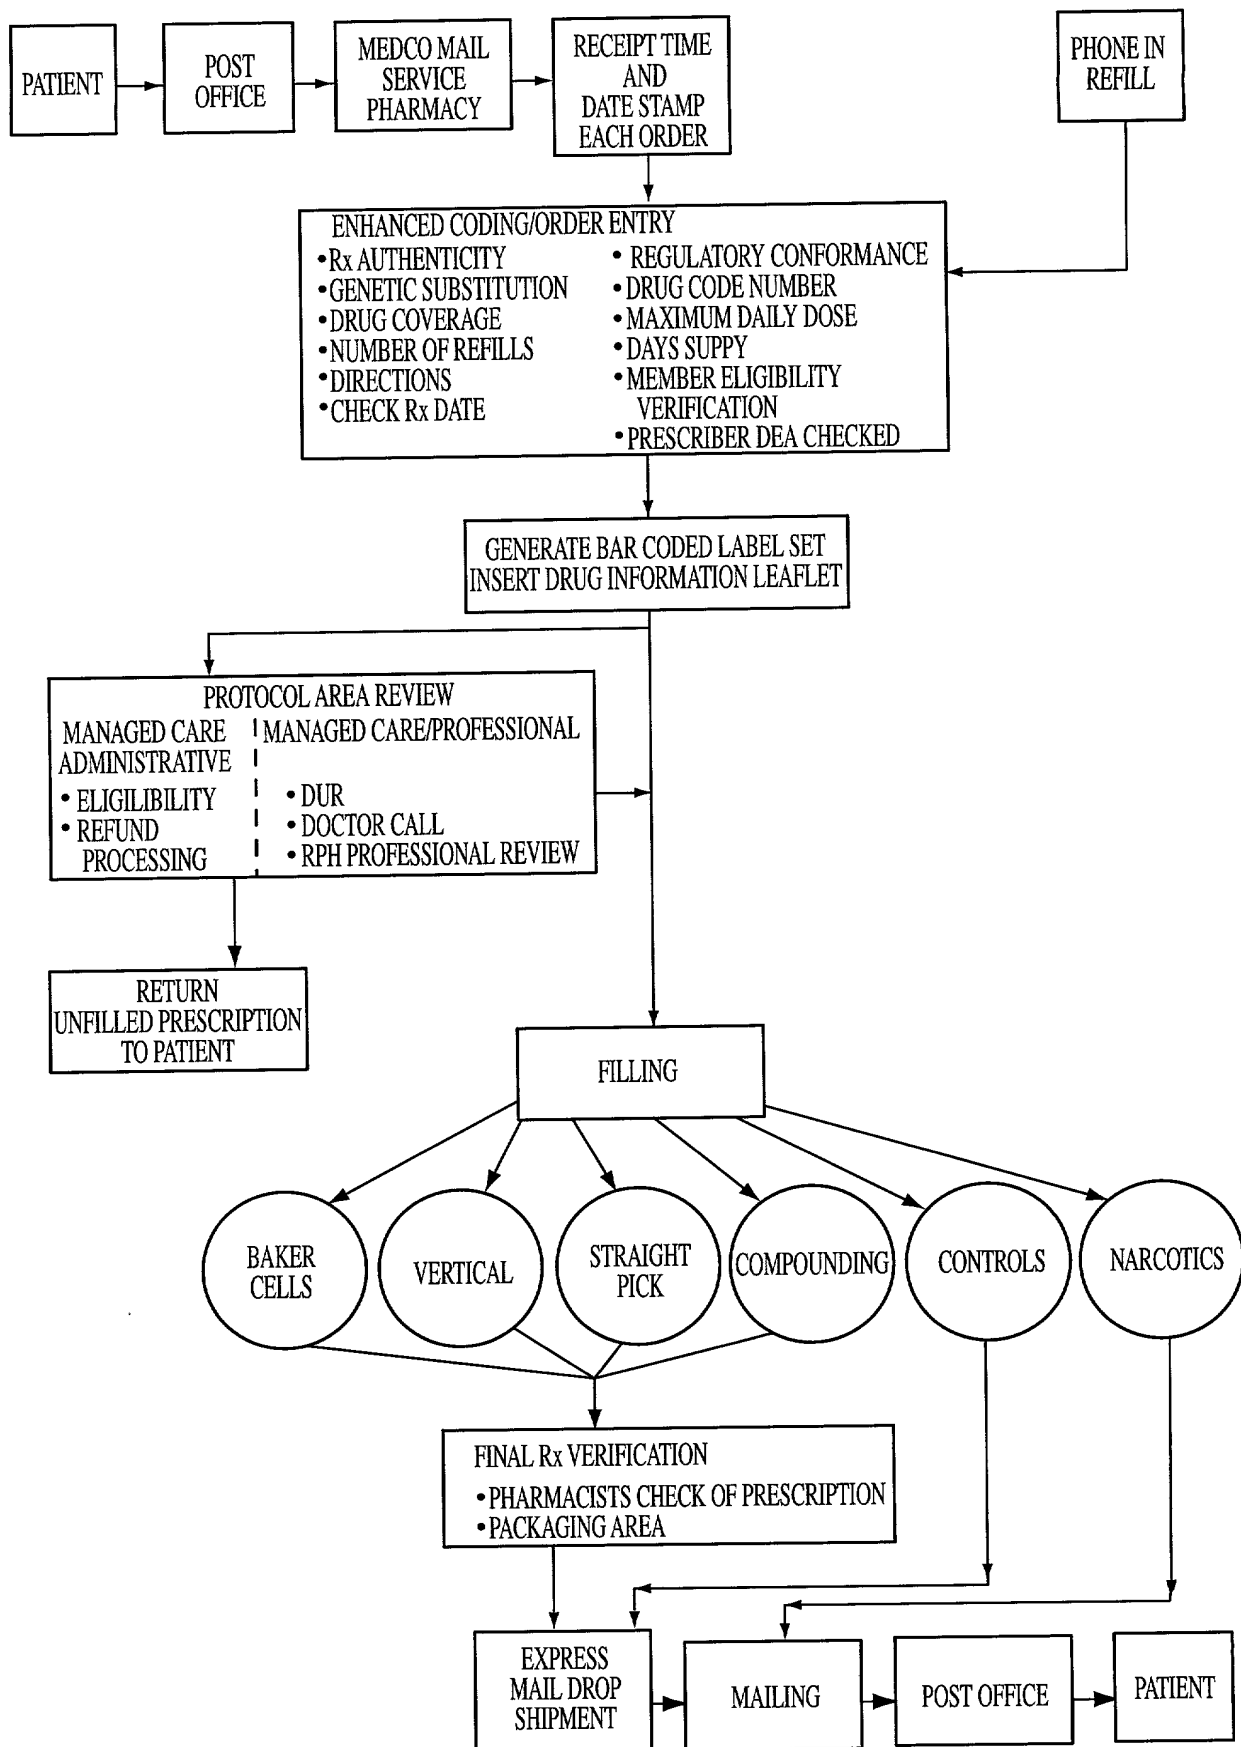 PATIENT
POST
OFFICE
MEDCO MAIL
SERVICE
PHARMACY
RECEIPT TIME
AND
DATE STAMP
EACH ORDER
PHONE IN
REFILL
ENHANCED CODING/ORDER ENTRY
•Rx AUTHENTICITY
•GENETIC SUBSTITUTION
•DRUG COVERAGE
•NUMBER OF REFILLS
•DIRECTIONS
•CHECK Rx DATE
• REGULATORY CONFORMANCE
• DRUG CODE NUMBER
• MAXIMUM DAILY DOSE
• DAYS SUPPY
• MEMBER ELIGIBILITY
VERIFICATION
• PRESCRIBER DEA CHECKED
GENERATE BAR CODED LABEL SET
INSERT DRUG INFORMATION LEAFLET
PROTOCOL AREA REVIEW
MANAGED CARE
ADMINISTRATIVE
• ELIGILIBILITY
• REFUND
PROCESSING
MANAGED CARE/PROFESSIONAL
• DUR
• DOCTOR CALL
• RPH PROFESSIONAL REVIEW
RETURN
UNFILLED PRESCRIPTION
TO PATIENT
FILLING
BAKER
CELLS
VERTICAL
STRAIGHT
PICK
COMPOUNDING
CONTROLS
NARCOTICS
FINAL Rx VERIFICATION
•PHARMACISTS CHECK OF PRESCRIPTION
•PACKAGING AREA
EXPRESS
MAIL DROP
SHIPMENT
MAILING
POST OFFICE
PATIENT